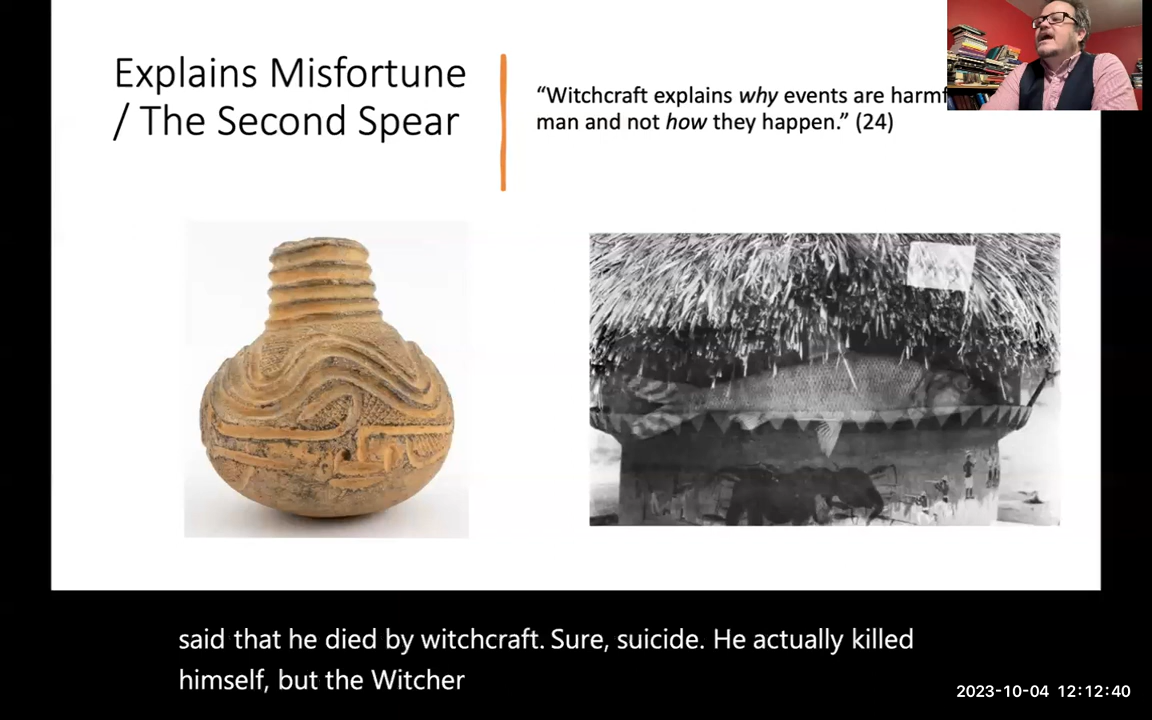 Explains Misfortune
/ The Second Spear
“Witchcraft explains why events are harmf
man and not how they happen.” (24)
said that he died by witchcraft. Sure, suicide. He actually killed
himself, but the Witcher
2023-10-04 12:12:40